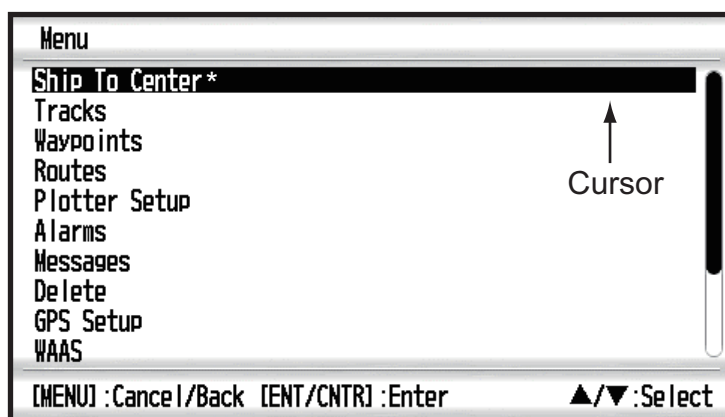 Menu
Ship To Center*
Tracks
Waypoints
Routes
Plotter Setup
Alarms
Messages
Delete
GPS Setup
WAAS
Cursor
[MENU]:Cancel/Back [ENT/CNTR]:Enter ▲/▼:Select